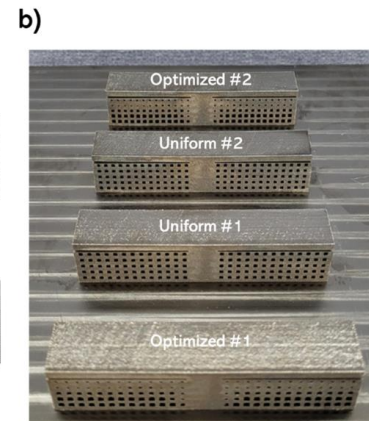 b)
Optimized #2
Uniform #2
Uniform #1
Optimized #1